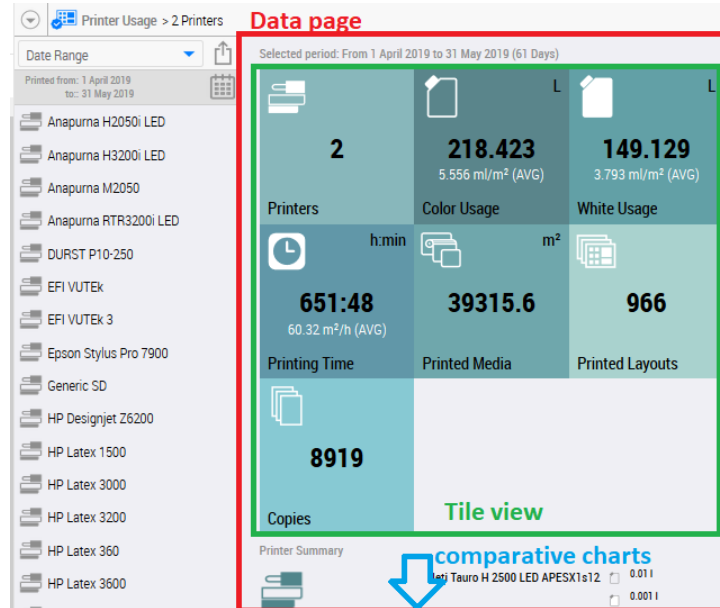 Printer Usage > 2 Printers
Data page
Date Range
Selected period: From 1 April 2019 to 31 May 2019 (61 Days)
Printed from: 1 April 2019
to:: 31 May 2019
Anapurna H2050i LED
Anapurna H3200i LED
Anapurna M2050
Anapurna RTR3200i LED
DURST P10-250
EFI VUTEk
EFI VUTEk 3
Epson Stylus Pro 7900
Generic SD
HP Designjet Z6200
HP Latex 1500
HP Latex 3000
HP Latex 3200
HP Latex 360
HP Latex 3600
2
Printers
L
218.423
5.556 ml/m² (AVG)
Color Usage
L
149.129
3.793 ml/m² (AVG)
White Usage
h:min
651:48
60.32 m²/h (AVG)
Printing Time
m²
39315.6
Printed Media
966
Printed Layouts
8919
Copies
Tile view
Printer Summary
comparative charts
Tauro H 2500 LED APESX1s12
0.01 l
0.001 l